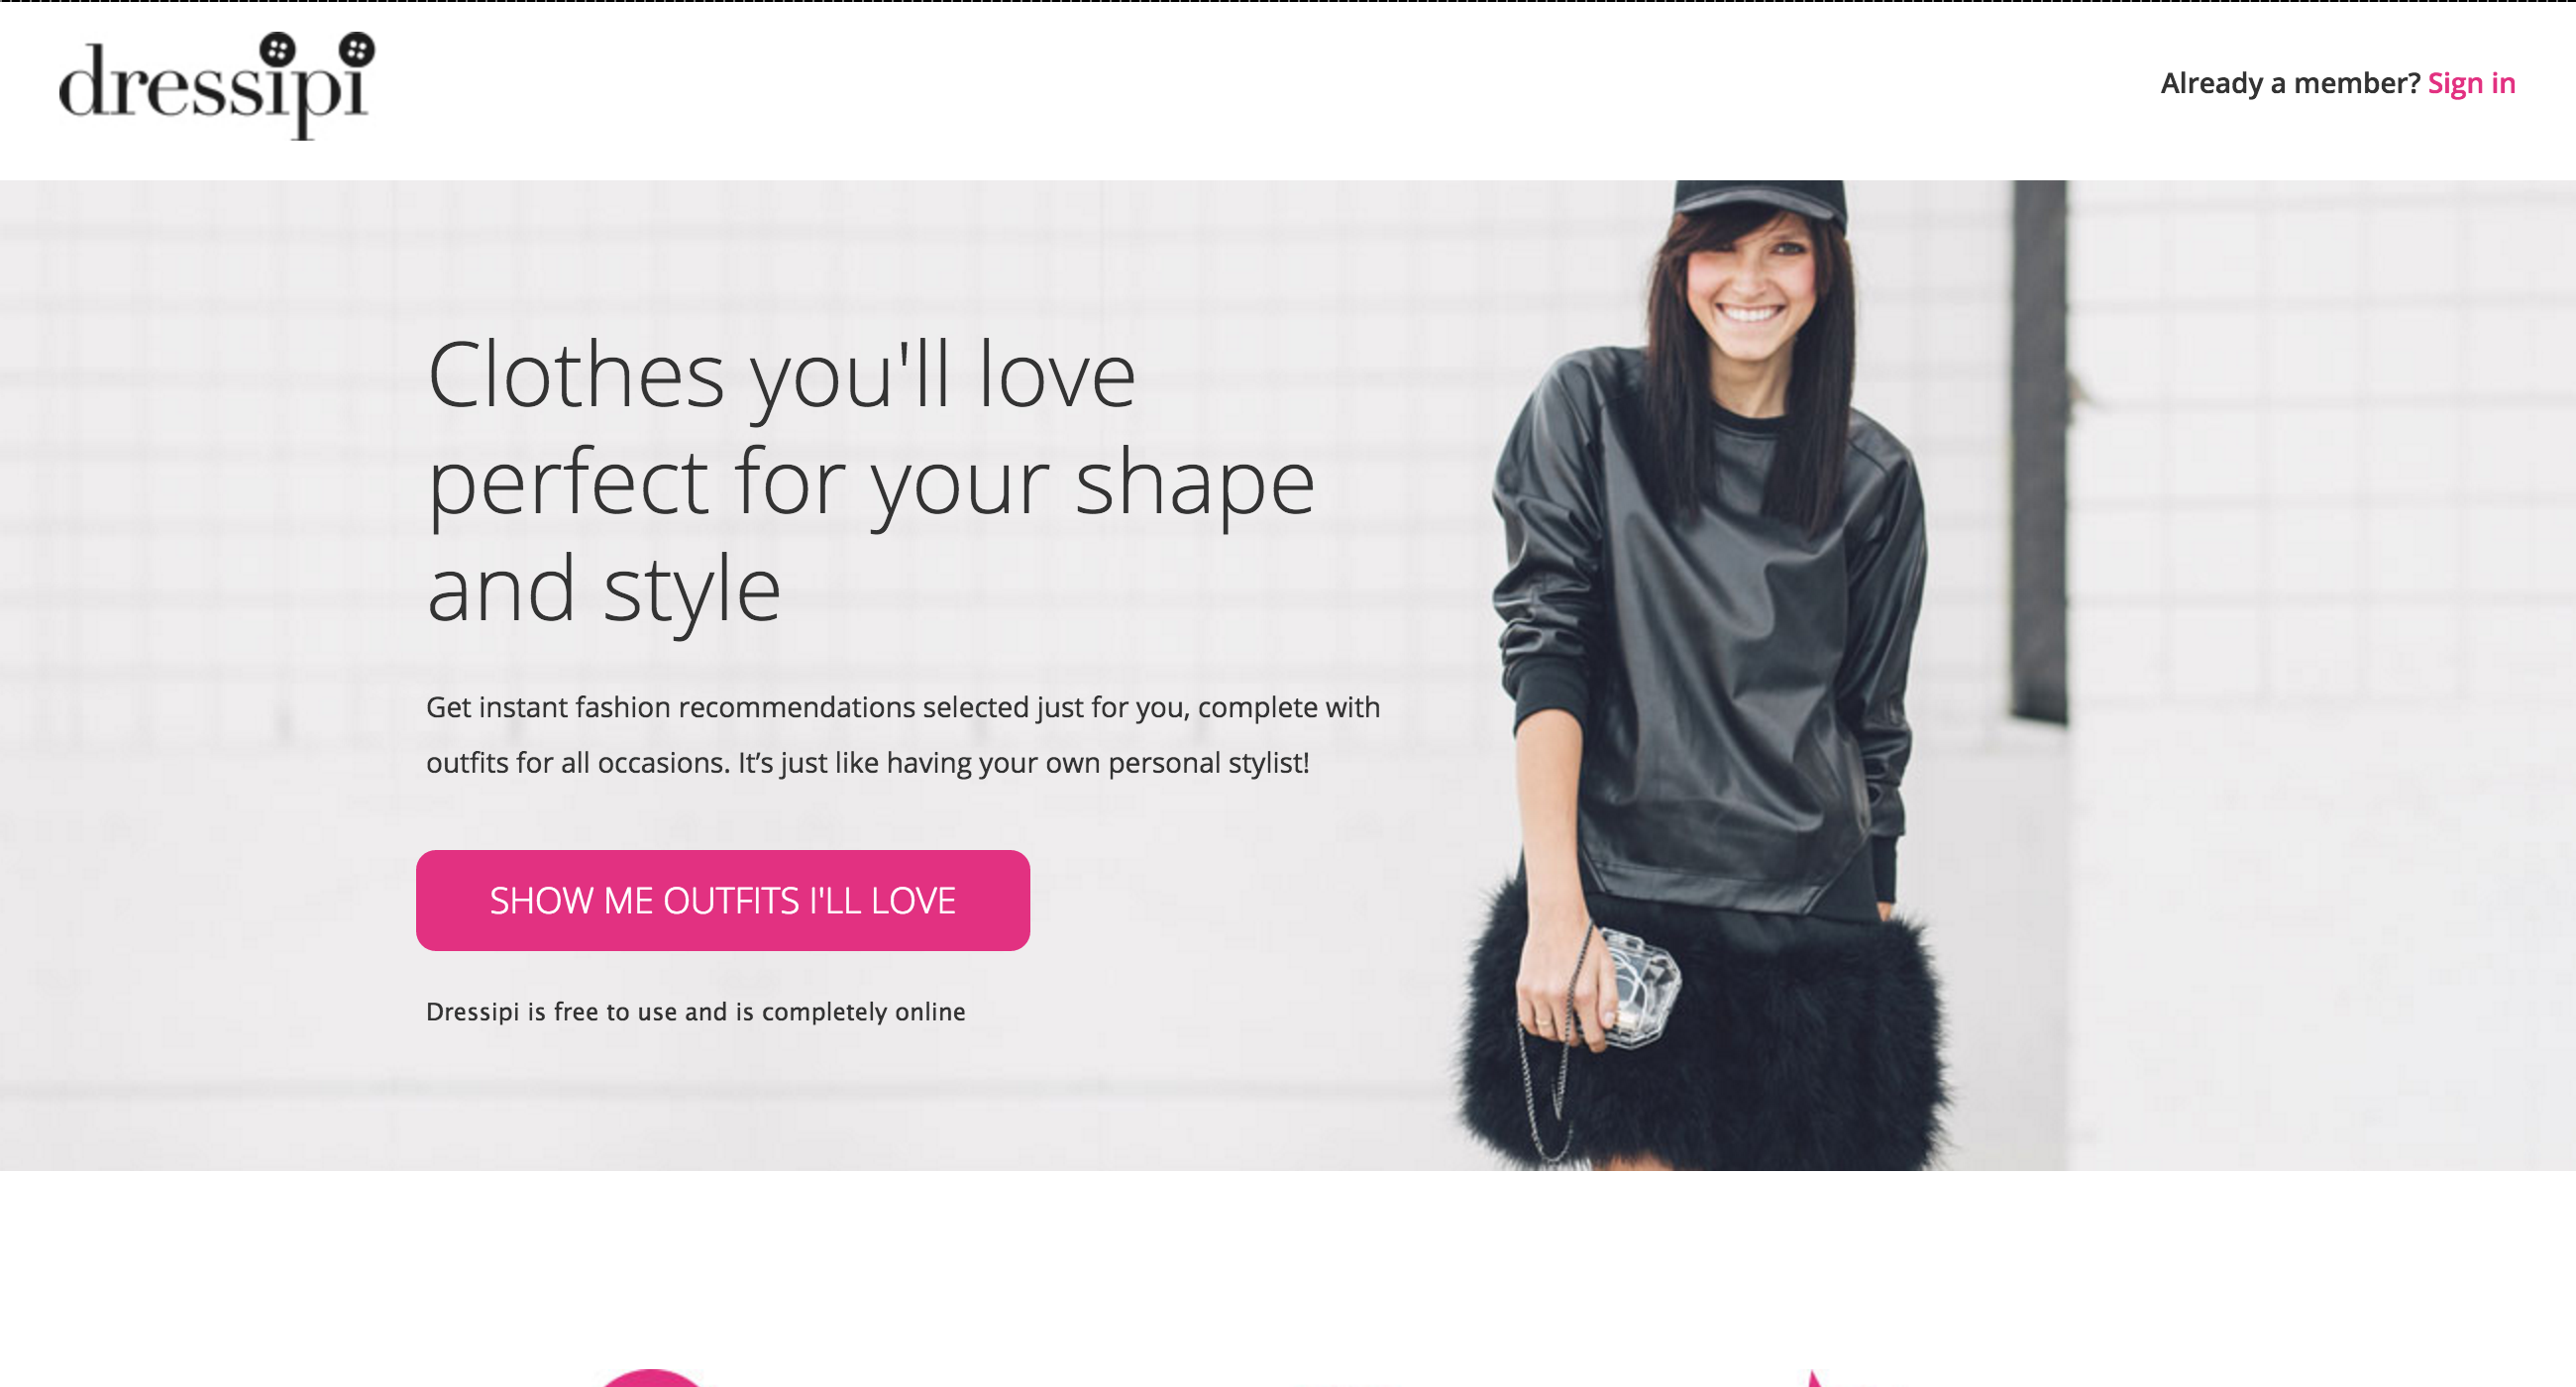 dressipi
Already a member? Sign in
Clothes you'll love
perfect for your shape
and style
Get instant fashion recommendations selected just for you, complete with
outfits for all occasions. It’s just like having your own personal stylist!
SHOW ME OUTFITS I'LL LOVE
Dressipi is free to use and is completely online